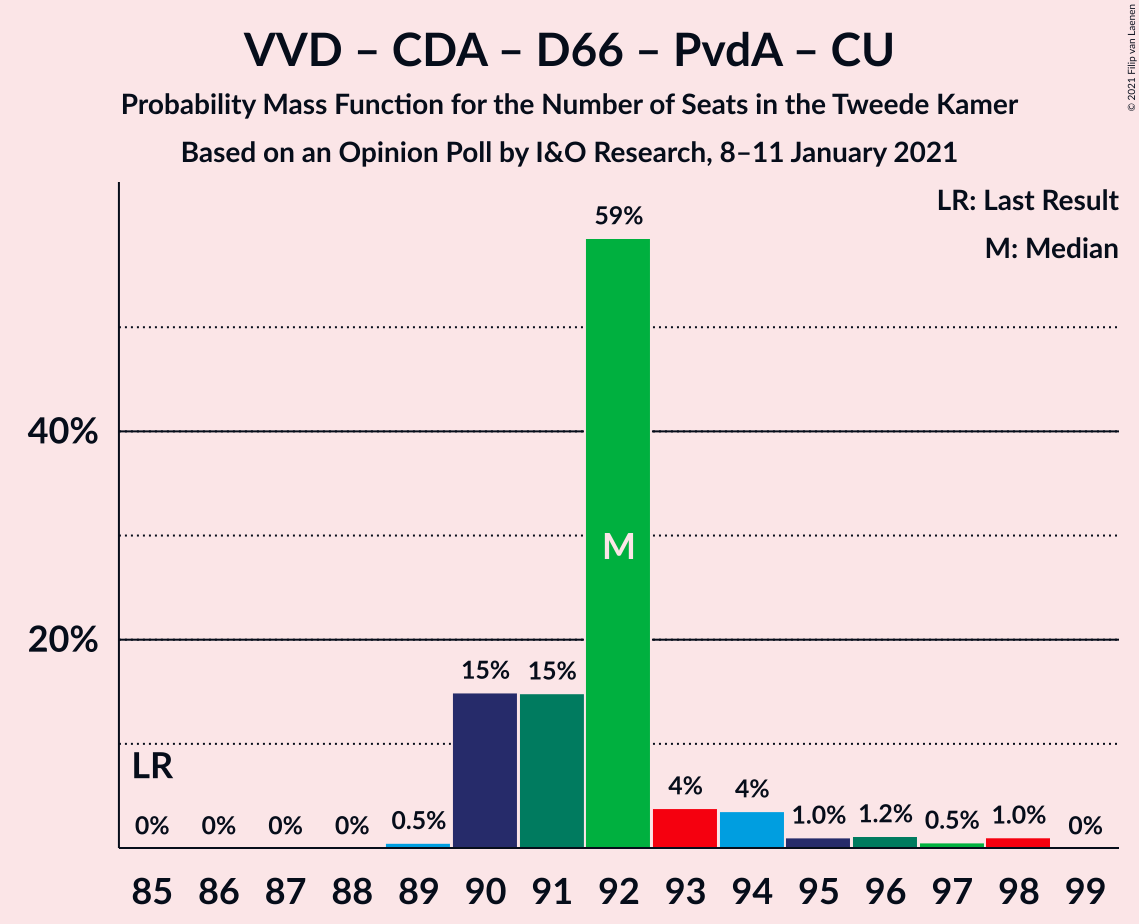 VVD – CDA – D66 – PvdA – CU
Probability Mass Function for the Number of Seats in the Tweede Kamer
Based on an Opinion Poll by I&O Research, 8–11 January 2021
© 2021 Filip van Laenen
LR: Last Result
M: Median
59%
40%
M
20%
15% 15%
LR
0% 0% 0% 0% 0.5% 4% 4% 1.0% 1.2% 0.5% 1.0% 0%
85 86 87 88 89 90 91 92 93 94 95 96 97 98 99